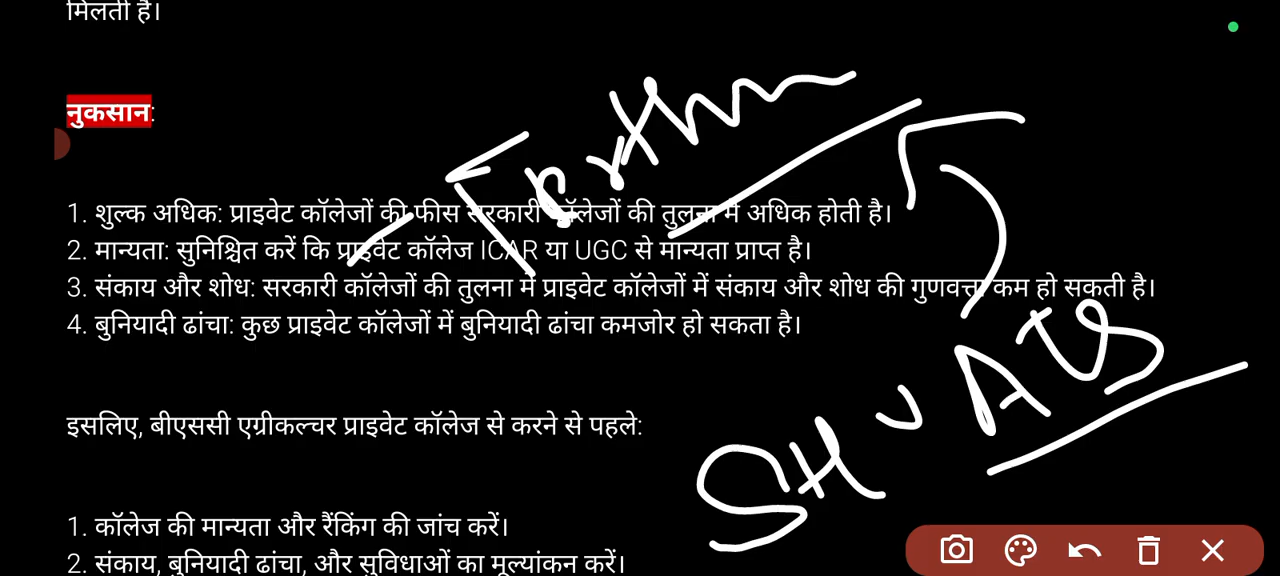 मिलती है।
नुकसान:
1. शुल्क अधिक: प्राइवेट कॉलेजों की फीस सरकारी कॉलेजों की तुलना में अधिक होती है।
2. मान्यता: सुनिश्चित करें कि प्राइवेट कॉलेज ICAR या UGC से मान्यता प्राप्त है।
3. संकाय और शोध: सरकारी कॉलेजों की तुलना में प्राइवेट कॉलेजों में संकाय और शोध की गुणवत्ता कम हो सकती है।
4. बुनियादी ढांचा: कुछ प्राइवेट कॉलेजों में बुनियादी ढांचा कमजोर हो सकता है।
इसलिए, बीएससी एग्रीकल्चर प्राइवेट कॉलेज से करने से पहले:
1. कॉलेज की मान्यता और रैंकिंग की जांच करें।
2. संकाय, बुनियादी ढांचा, और सुविधाओं का मूल्यांकन करें।